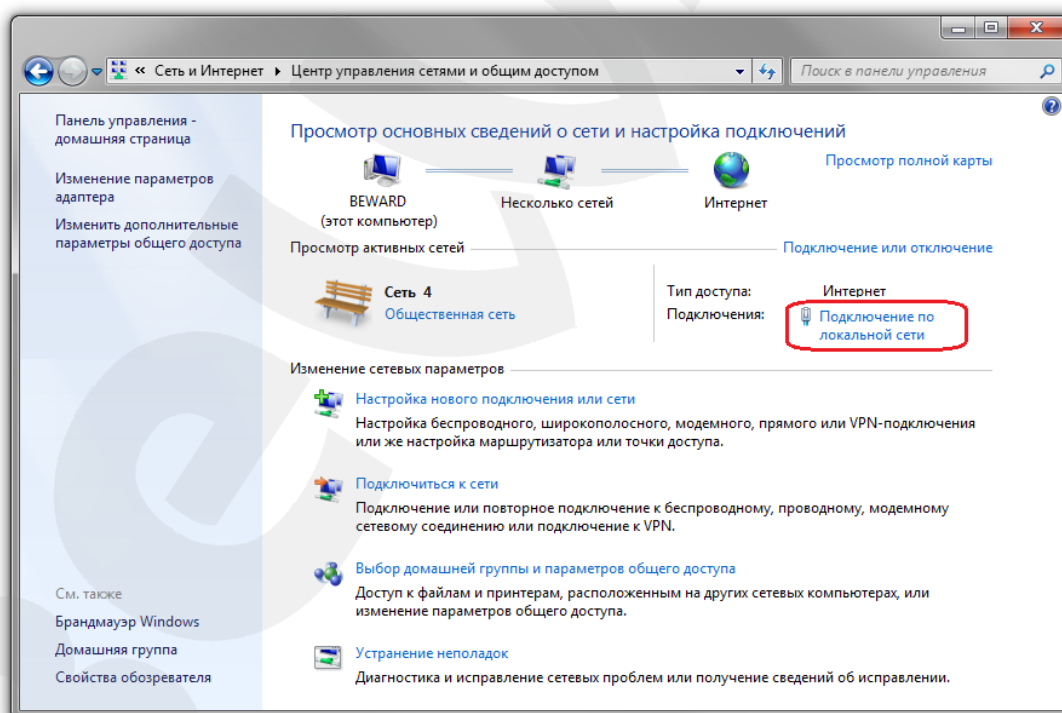 « Сеть и Интернет ▸ Центр управления сетями и общим доступом
Поиск в панели управления
Панель управления -
домашняя страница
Изменение параметров
адаптера
Изменить дополнительные
параметры общего доступа
Просмотр основных сведений о сети и настройка подключений
Просмотр полной карты
BEWARD
(этот компьютер)
Несколько сетей
Интернет
Просмотр активных сетей
Подключение или отключение
Сеть 4
Общественная сеть
Тип доступа: Интернет
Подключения: Подключение по
локальной сети
Изменение сетевых параметров
Настройка нового подключения или сети
Настройка беспроводного, широкополосного, модемного, прямого или VPN-подключения
или же настройка маршрутизатора или точки доступа.
Подключиться к сети
Подключение или повторное подключение к беспроводному, проводному, модемному
сетевому соединению или подключение к VPN.
Выбор домашней группы и параметров общего доступа
Доступ к файлам и принтерам, расположенным на других сетевых компьютерах, или
изменение параметров общего доступа.
Устранение неполадок
Диагностика и исправление сетевых проблем или получение сведений об исправлении.
См. также
Брандмауэр Windows
Домашняя группа
Свойства обозревателя